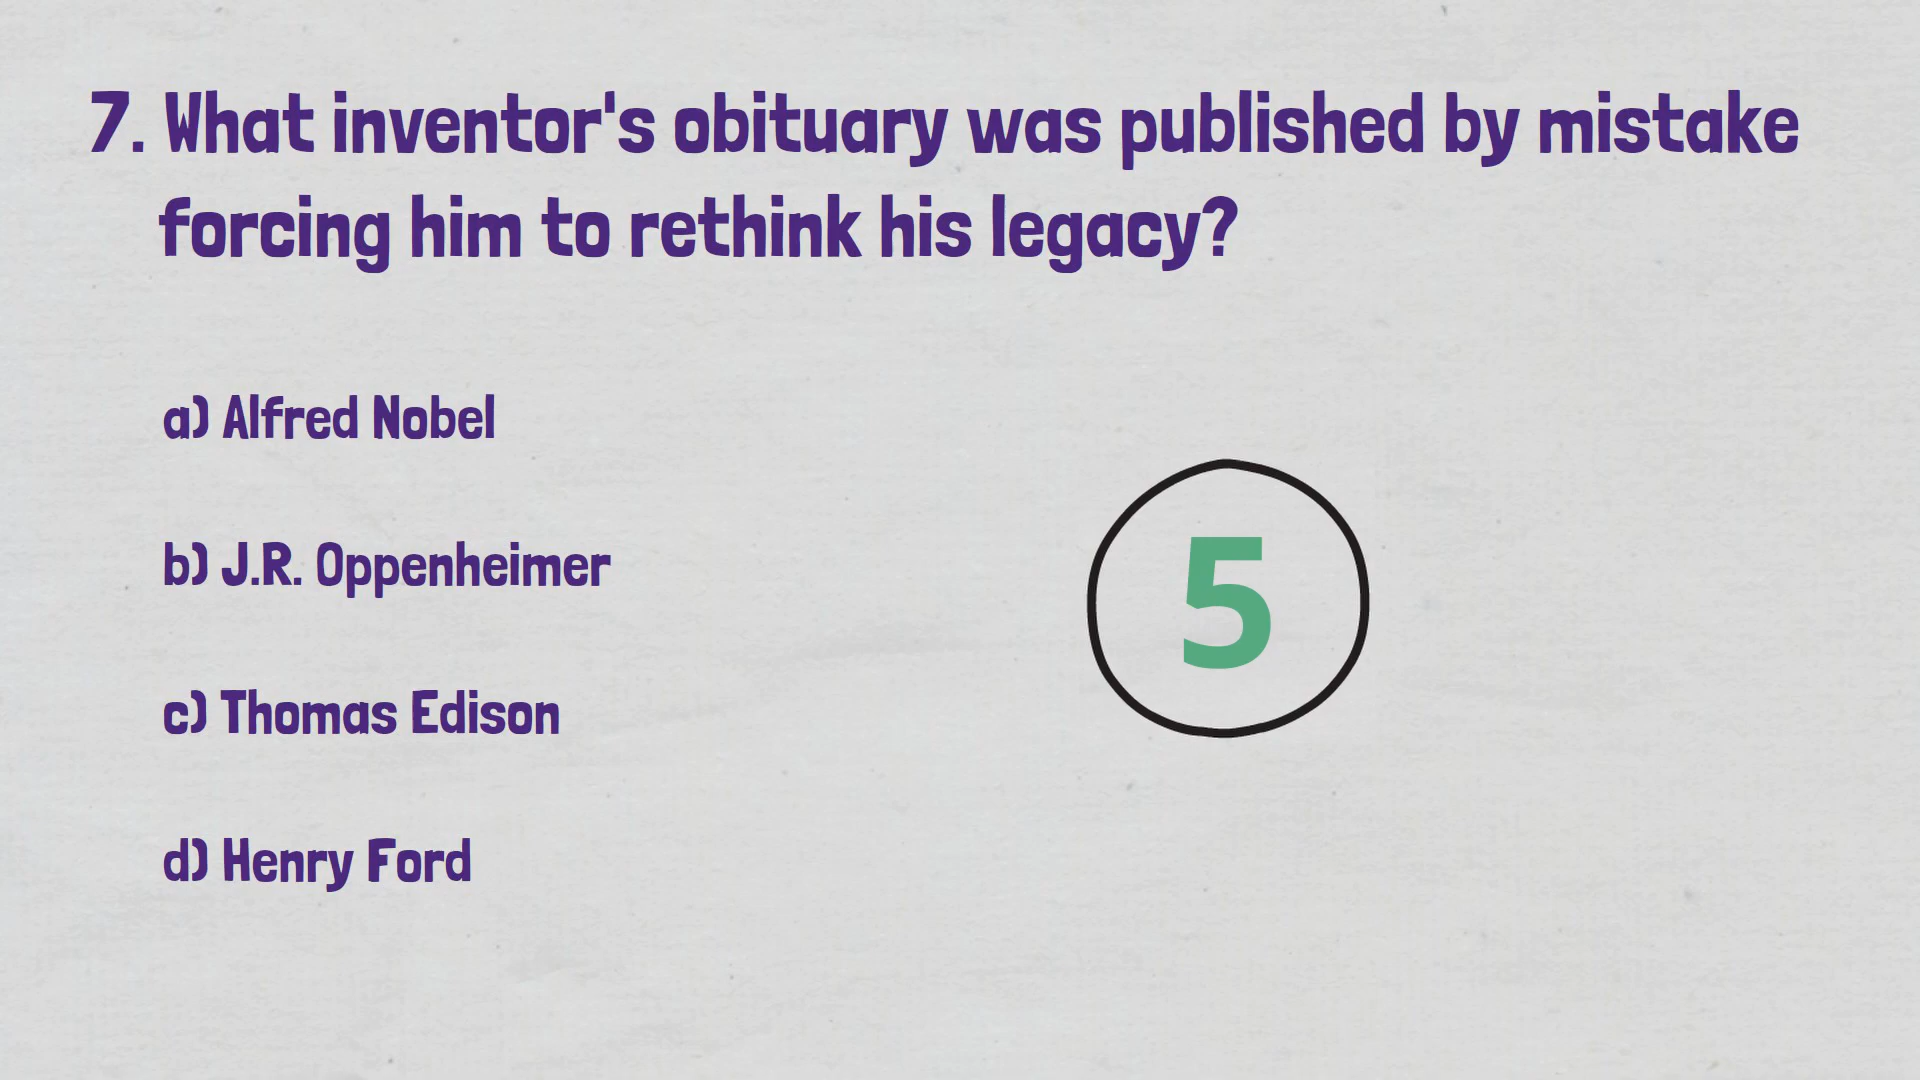 7. What inventor's obituary was published by mistake
forcing him to rethink his legacy?
a) Alfred Nobel
b) J.R. Oppenheimer
5
c) Thomas Edison
d) Henry Ford